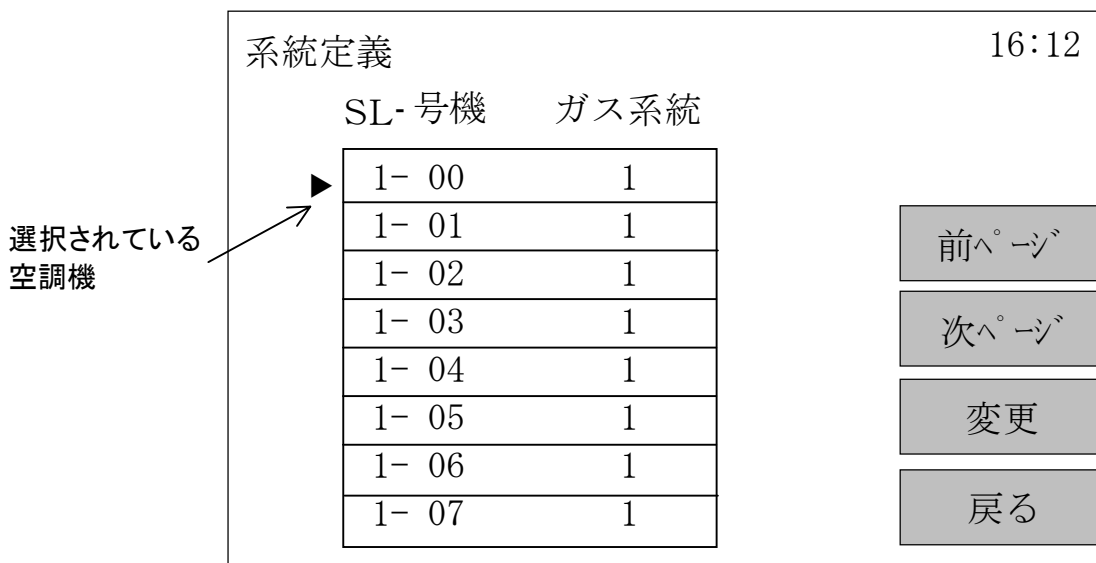 系統定義 16:12
SL-号機 ガス系統
▶ 1- 00 1
1- 01 1
1- 02 1
1- 03 1
1- 04 1
1- 05 1
1- 06 1
1- 07 1
選択されている
空調機
前ﾍﾟｰｼﾞ
次ﾍﾟｰｼﾞ
変更
戻る